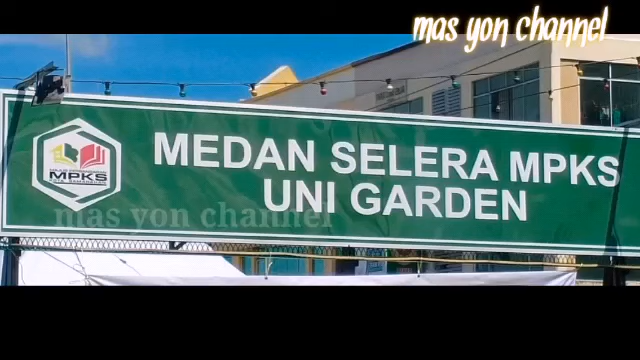 mas yon channel
MEDAN SELERA MPKS
UNI GARDEN
MPKS
mas yon channel